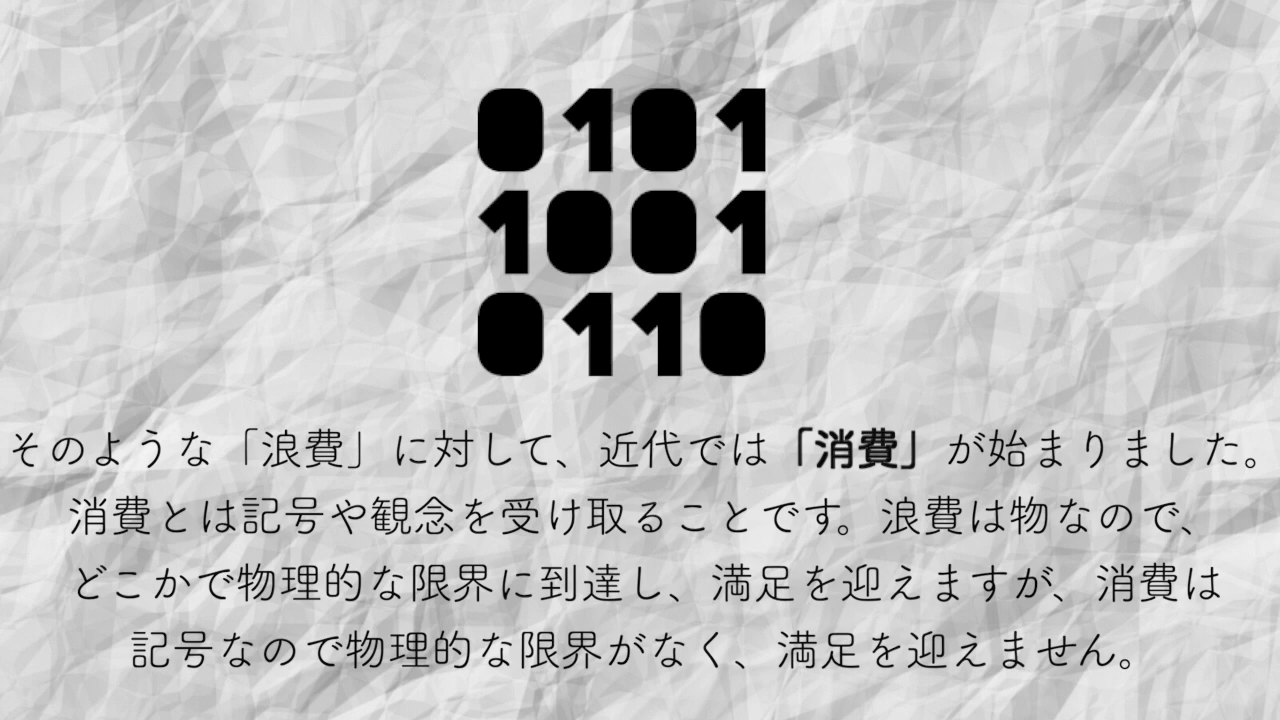 0101
1001
0110
そのような「浪費」に対して、近代では「消費」が始まりました。
消費とは記号や観念を受け取ることです。浪費は物なので、
どこかで物理的な限界に到達し、満足を迎えますが、消費は
記号なので物理的な限界がなく、満足を迎えません。